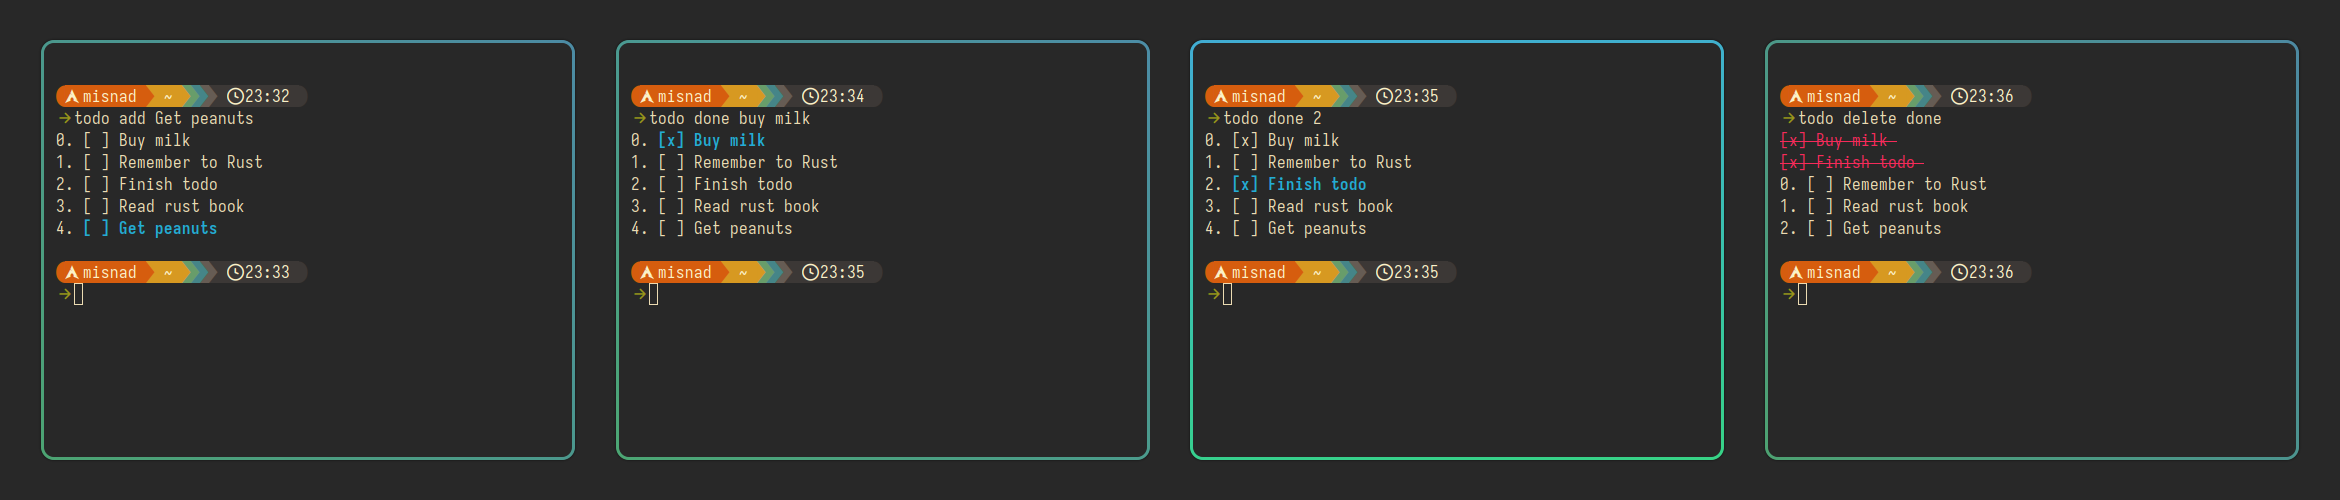 misnad ~ 23:32
→todo add Get peanuts
0. [ ] Buy milk
1. [ ] Remember to Rust
2. [ ] Finish todo
3. [ ] Read rust book
4. [ ] Get peanuts
misnad ~ 23:33
→
misnad ~ 23:34
→todo done buy milk
0. [x] Buy milk
1. [ ] Remember to Rust
2. [ ] Finish todo
3. [ ] Read rust book
4. [ ] Get peanuts
misnad ~ 23:35
→
misnad ~ 23:35
→todo done 2
0. [x] Buy milk
1. [ ] Remember to Rust
2. [x] Finish todo
3. [ ] Read rust book
4. [ ] Get peanuts
misnad ~ 23:35
→
misnad ~ 23:36
→todo delete done
[x] Buy milk
[x] Finish todo
0. [ ] Remember to Rust
1. [ ] Read rust book
2. [ ] Get peanuts
misnad ~ 23:36
→